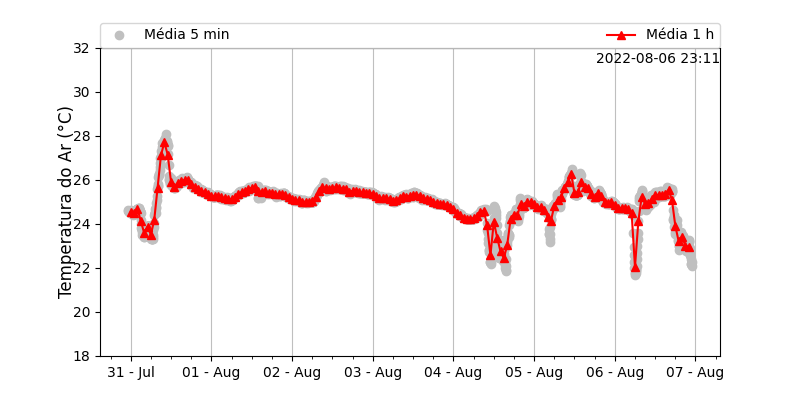 Média 5 min
Média 1 h
2022-08-06 23:11
Temperatura do Ar (°C)
32
30
28
26
24
22
20
18
31 - Jul
01 - Aug
02 - Aug
03 - Aug
04 - Aug
05 - Aug
06 - Aug
07 - Aug